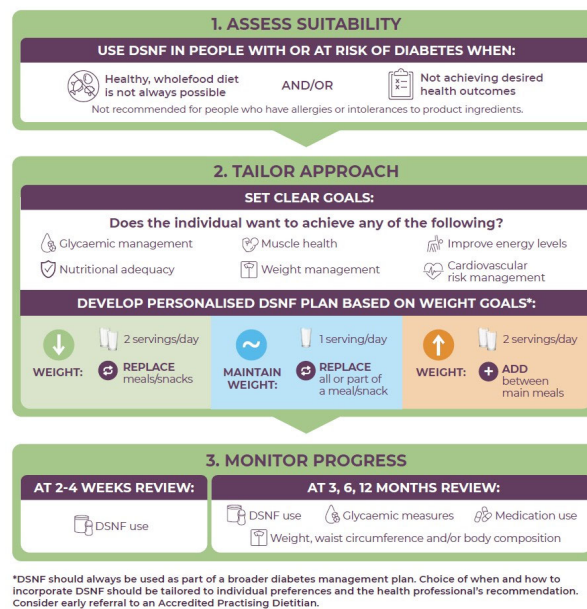 1. ASSESS SUITABILITY
USE DSNF IN PEOPLE WITH OR AT RISK OF DIABETES WHEN:
Healthy, wholefood diet
is not always possible
AND/OR
Not achieving desired
health outcomes
Not recommended for people who have allergies or intolerances to product ingredients.
2. TAILOR APPROACH
SET CLEAR GOALS:
Does the individual want to achieve any of the following?
Glycaemic management
Muscle health
Improve energy levels
Nutritional adequacy
Weight management
Cardiovascular
risk management
DEVELOP PERSONALISED DSNF PLAN BASED ON WEIGHT GOALS*:
WEIGHT:
2 servings/day
REPLACE
meals/snacks
MAINTAIN
WEIGHT:
1 serving/day
REPLACE
all or part of
a meal/snack
WEIGHT:
2 servings/day
ADD
between
main meals
3. MONITOR PROGRESS
AT 2-4 WEEKS REVIEW:
DSNF use
AT 3, 6, 12 MONTHS REVIEW:
DSNF use
Glycaemic measures
Medication use
Weight, waist circumference and/or body composition
*DSNF should always be used as part of a broader diabetes management plan. Choice of when and how to
incorporate DSNF should be tailored to individual preferences and the health professional's recommendation.
Consider early referral to an Accredited Practising Dietitian.